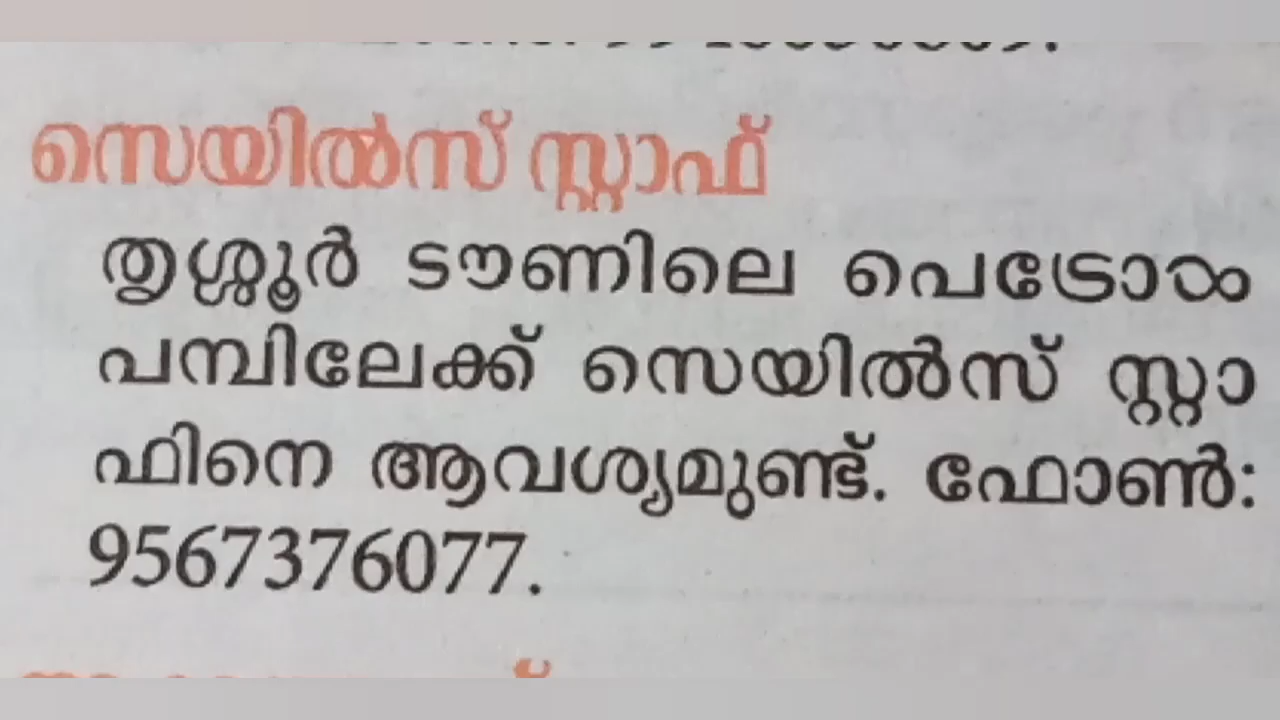 സെയിൽസ് സ്റ്റാഫ്
തൃശ്ശൂർ ടൗണിലെ പെട്രോൾ
പമ്പിലേക്ക് സെയിൽസ് സ്റ്റാ
ഫിനെ ആവശ്യമുണ്ട്. ഫോൺ:
9567376077.